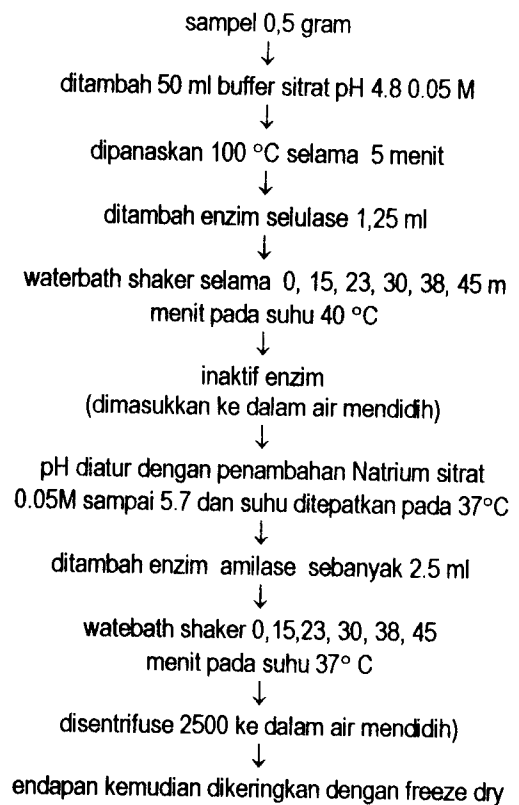 sampel 0,5 gram
↓
ditambah 50 ml buffer sitrat pH 4.8 0.05 M
↓
dipanaskan 100 °C selama 5 menit
↓
ditambah enzim selulase 1,25 ml
↓
waterbath shaker selama 0, 15, 23, 30, 38, 45 m
menit pada suhu 40 °C
↓
inaktif enzim
(dimasukkan ke dalam air mendidih)
↓
pH diatur dengan penambahan Natrium sitrat
0.05M sampai 5.7 dan suhu ditepatkan pada 37°C
↓
ditambah enzim amilase sebanyak 2.5 ml
↓
watebath shaker 0,15,23, 30, 38, 45
menit pada suhu 37° C
↓
disentrifuse 2500 ke dalam air mendidih)
↓
endapan kemudian dikeringkan dengan freeze dry